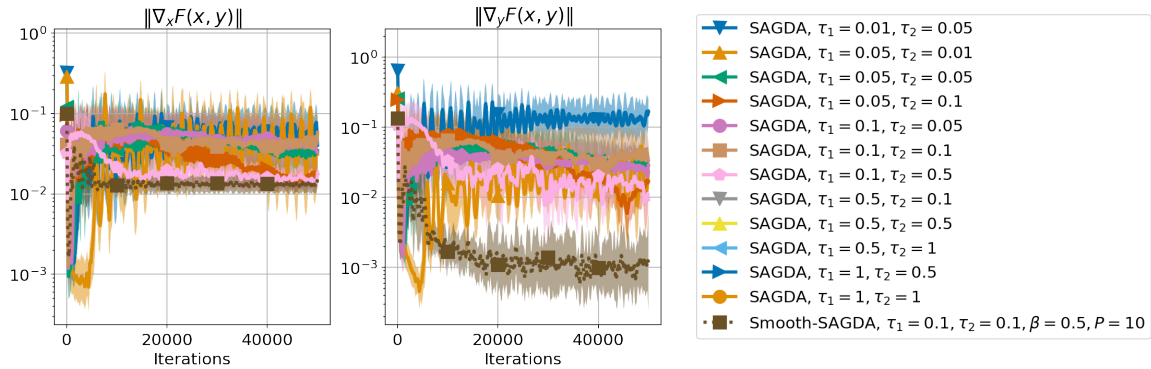 ‖∇ₓF(x, y)‖
10⁰
10⁻¹
10⁻²
10⁻³
0 20000 40000
Iterations
‖∇ᵧF(x, y)‖
10⁰
10⁻¹
10⁻²
10⁻³
0 20000 40000
Iterations
SAGDA, τ₁ = 0.01, τ₂ = 0.05
SAGDA, τ₁ = 0.05, τ₂ = 0.01
SAGDA, τ₁ = 0.05, τ₂ = 0.05
SAGDA, τ₁ = 0.05, τ₂ = 0.1
SAGDA, τ₁ = 0.1, τ₂ = 0.05
SAGDA, τ₁ = 0.1, τ₂ = 0.1
SAGDA, τ₁ = 0.1, τ₂ = 0.5
SAGDA, τ₁ = 0.5, τ₂ = 0.1
SAGDA, τ₁ = 0.5, τ₂ = 0.5
SAGDA, τ₁ = 0.5, τ₂ = 1
SAGDA, τ₁ = 1, τ₂ = 0.5
SAGDA, τ₁ = 1, τ₂ = 1
Smooth-SAGDA, τ₁ = 0.1, τ₂ = 0.1, β = 0.5, P = 10